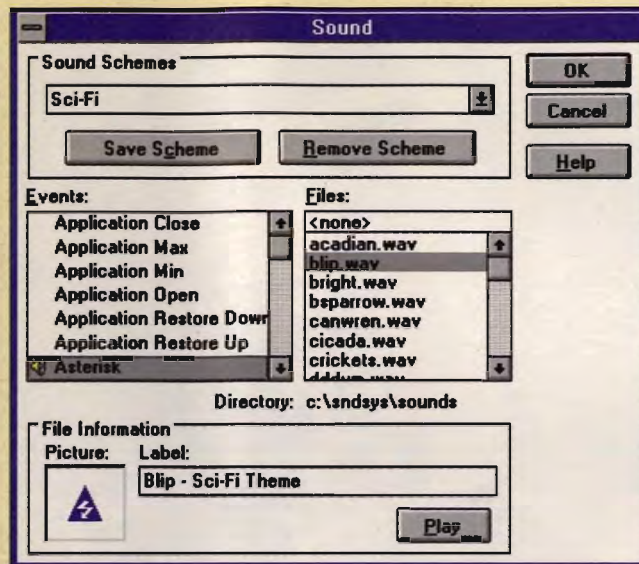 Sound
Sound Schemes
Sci-Fi
Save Scheme
Remove Scheme
OK
Cancel
Help
Events:
Application Close
Application Max
Application Min
Application Open
Application Restore Down
Application Restore Up
Asterisk
Files:
<none>
acadian.wav
blip.wav
bright.wav
bsparrow.wav
canwren.wav
cicada.wav
crickets.wav
Directory: c:\sndsys\sounds
File Information
Picture:
Label:
Blip - Sci-Fi Theme
Play